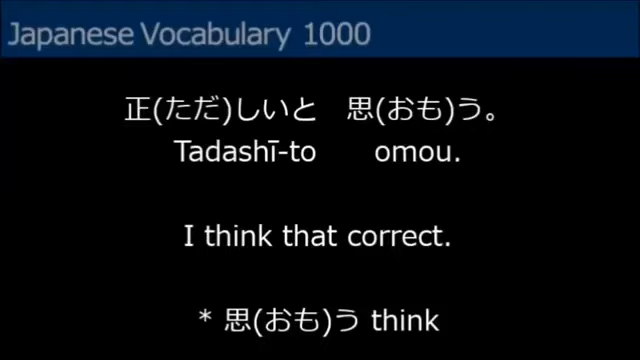 Japanese Vocabulary 1000
正(ただ)しいと 思(おも)う。
Tadashī-to omou.
I think that correct.
* 思(おも)う think